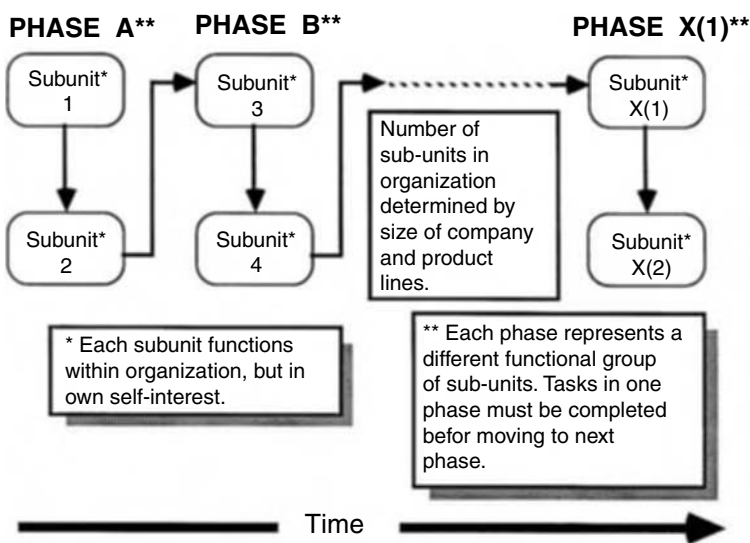 PHASE A** PHASE B** PHASE X(1)**
Subunit*
1
Subunit*
2
Subunit*
3
Subunit*
4
Number of
sub-units in
organization
determined by
size of company
and product
lines.
Subunit*
X(1)
Subunit*
X(2)
* Each subunit functions
within organization, but in
own self-interest.
** Each phase represents a
different functional group
of sub-units. Tasks in one
phase must be completed
befor moving to next
phase.
Time